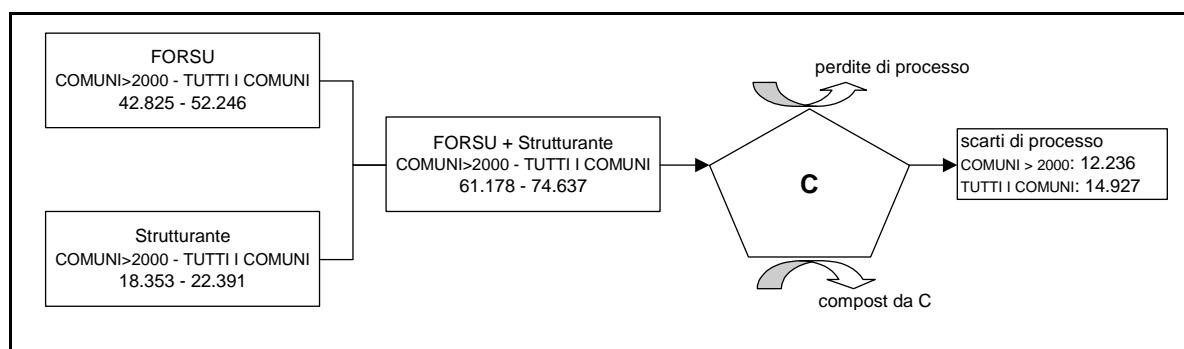 FORSU
COMUNI>2000 - TUTTI I COMUNI
42.825 - 52.246
Strutturante
COMUNI>2000 - TUTTI I COMUNI
18.353 - 22.391
FORSU + Strutturante
COMUNI>2000 - TUTTI I COMUNI
61.178 - 74.637
perdite di processo
C
compost da C
scarti di processo
COMUNI > 2000: 12.236
TUTTI I COMUNI: 14.927